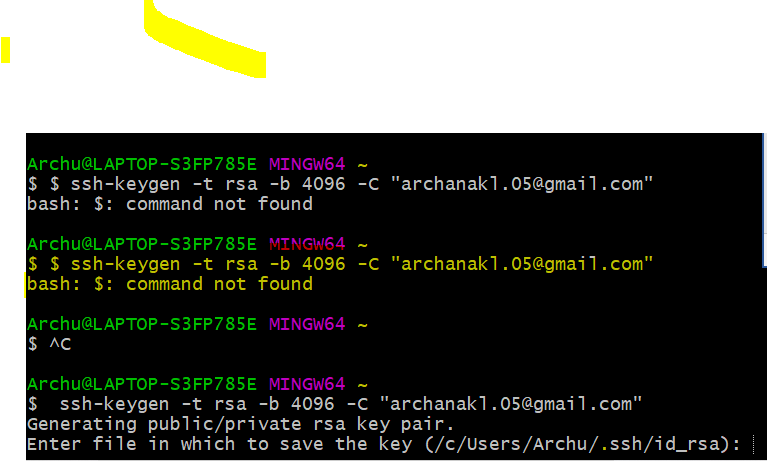 Archu@LAPTOP-S3FP785E MINGW64 ~
$ $ ssh-keygen -t rsa -b 4096 -C "archanakl.05@gmail.com"
bash: $: command not found
Archu@LAPTOP-S3FP785E MINGW64 ~
$ $ ssh-keygen -t rsa -b 4096 -C "archanakl.05@gmail.com"
bash: $: command not found
Archu@LAPTOP-S3FP785E MINGW64 ~
$ ^C
Archu@LAPTOP-S3FP785E MINGW64 ~
$  ssh-keygen -t rsa -b 4096 -C "archanakl.05@gmail.com"
Generating public/private rsa key pair.
Enter file in which to save the key (/c/Users/Archu/.ssh/id_rsa):